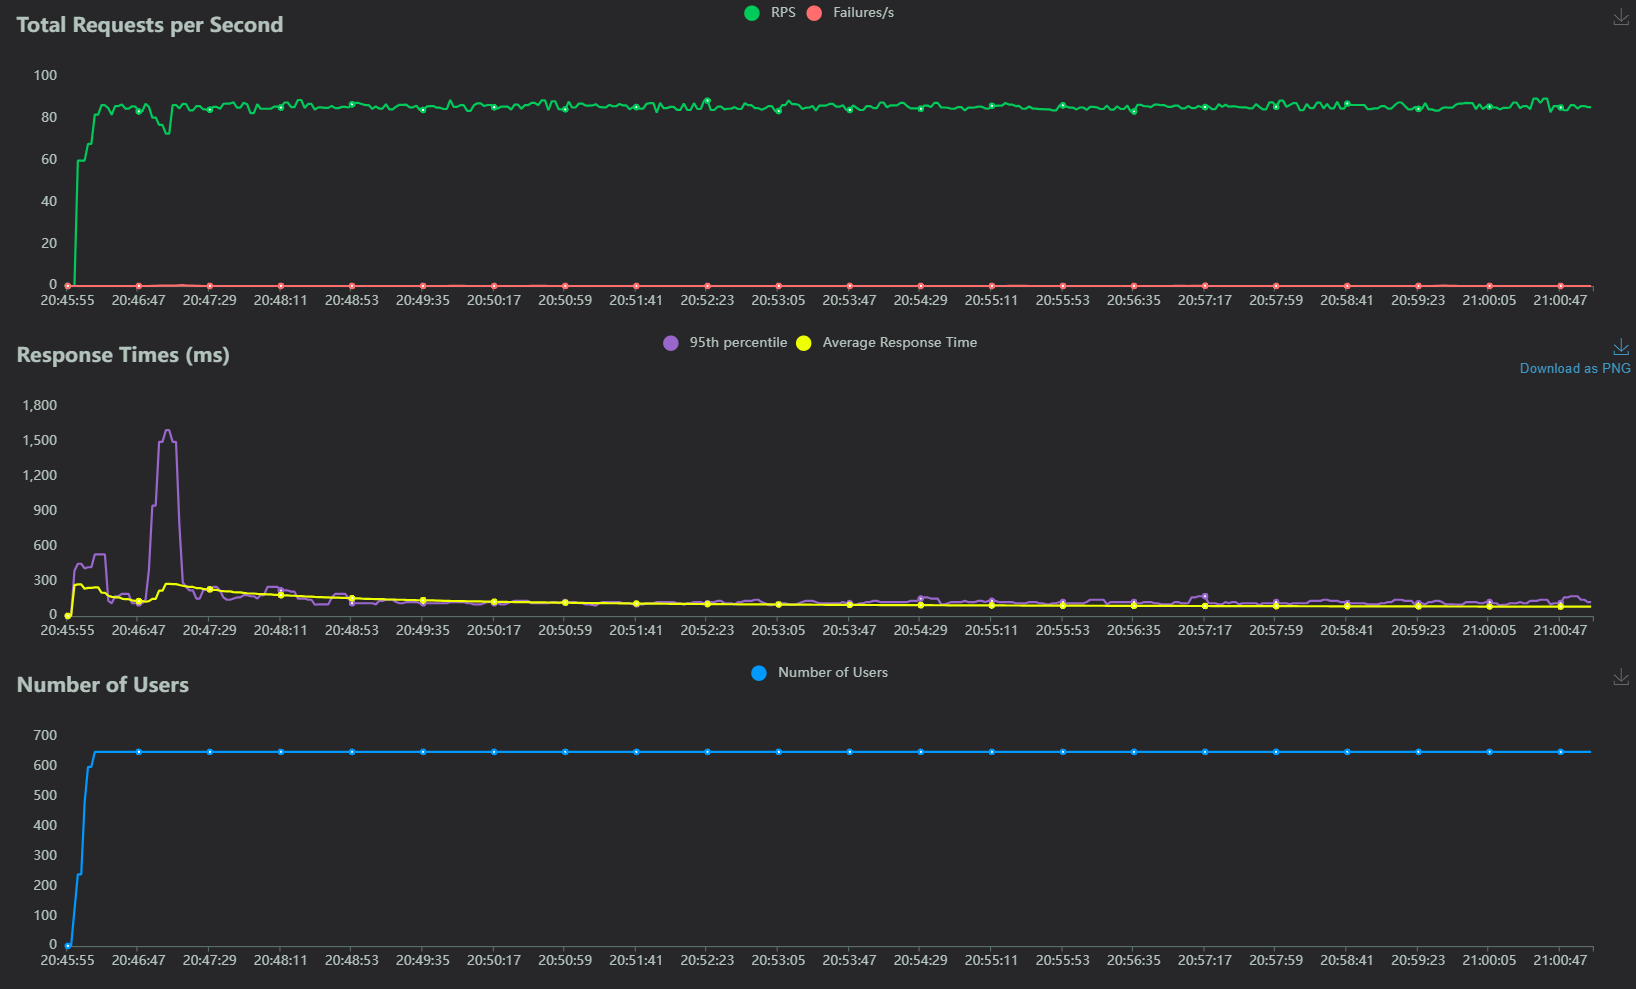 Total Requests per Second
RPS Failures/s
100
80
60
40
20
0
20:45:55 20:46:47 20:47:29 20:48:11 20:48:53 20:49:35 20:50:17 20:50:59 20:51:41 20:52:23 20:53:05 20:53:47 20:54:29 20:55:11 20:55:53 20:56:35 20:57:17 20:57:59 20:58:41 20:59:23 21:00:05 21:00:47
Response Times (ms)
95th percentile Average Response Time
Download as PNG
1,800
1,500
1,200
900
600
300
0
20:45:55 20:46:47 20:47:29 20:48:11 20:48:53 20:49:35 20:50:17 20:50:59 20:51:41 20:52:23 20:53:05 20:53:47 20:54:29 20:55:11 20:55:53 20:56:35 20:57:17 20:57:59 20:58:41 20:59:23 21:00:05 21:00:47
Number of Users
Number of Users
700
600
500
400
300
200
100
0
20:45:55 20:46:47 20:47:29 20:48:11 20:48:53 20:49:35 20:50:17 20:50:59 20:51:41 20:52:23 20:53:05 20:53:47 20:54:29 20:55:11 20:55:53 20:56:35 20:57:17 20:57:59 20:58:41 20:59:23 21:00:05 21:00:47